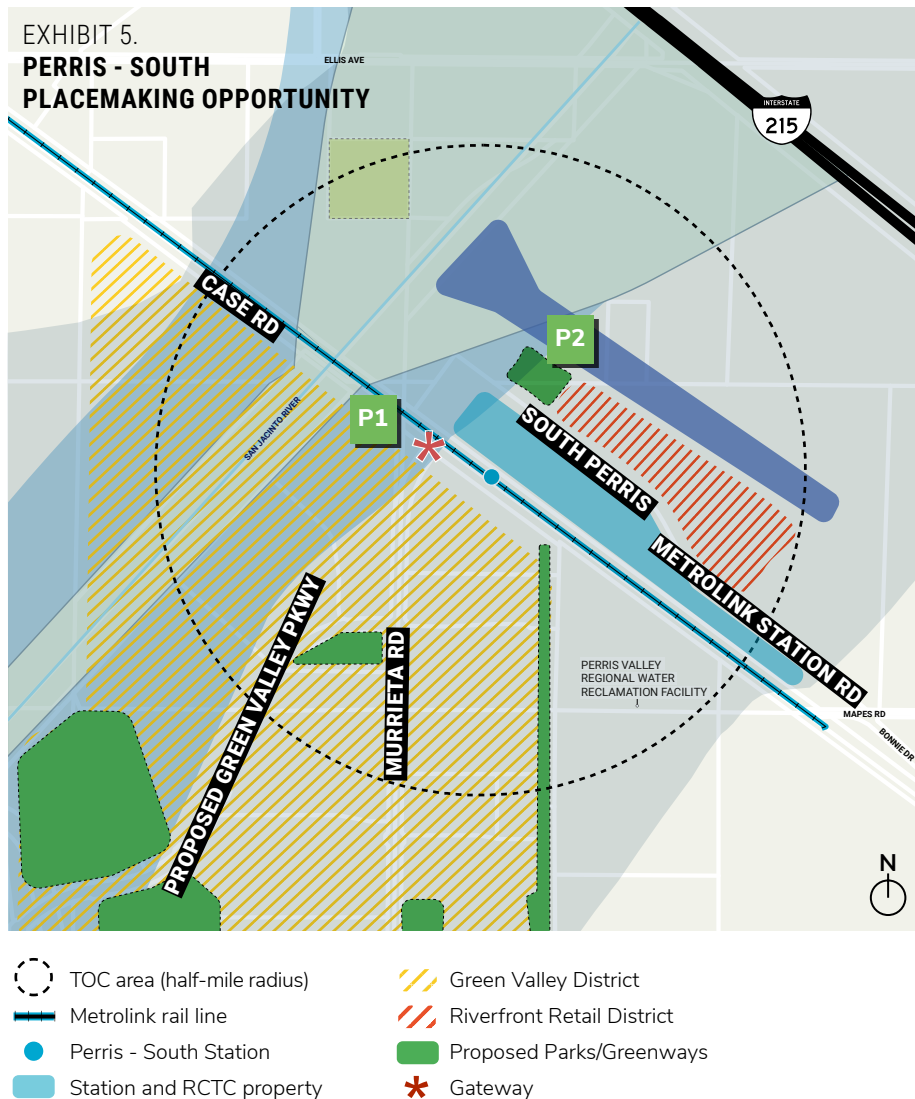 EXHIBIT 5.
PERRIS - SOUTH
PLACEMAKING OPPORTUNITY
ELLIS AVE
INTERSTATE
215
CASE RD
P2
P1
SAN JACINTO RIVER
SOUTH PERRIS
METROLINK STATION RD
PROPOSED GREEN VALLEY PKWY
MURRIETA RD
PERRIS VALLEY
REGIONAL WATER
RECLAMATION FACILITY
MAPES RD
BONNIE DR
N
TOC area (half-mile radius)
Metrolink rail line
Perris - South Station
Station and RCTC property
Green Valley District
Riverfront Retail District
Proposed Parks/Greenways
Gateway